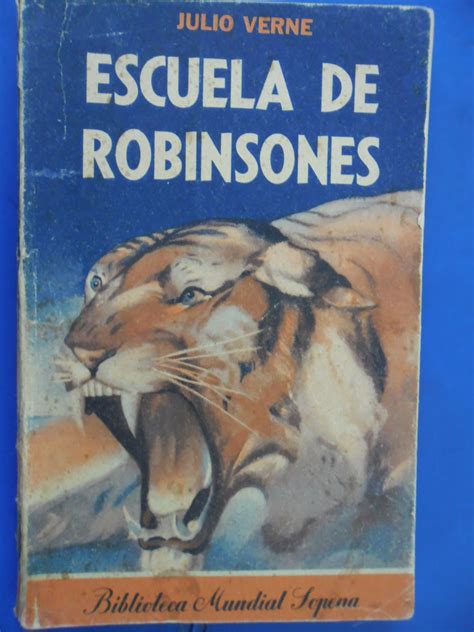 JULIO VERNE
ESCUELA DE
ROBINSONES
Biblioteca Mundial Sopena